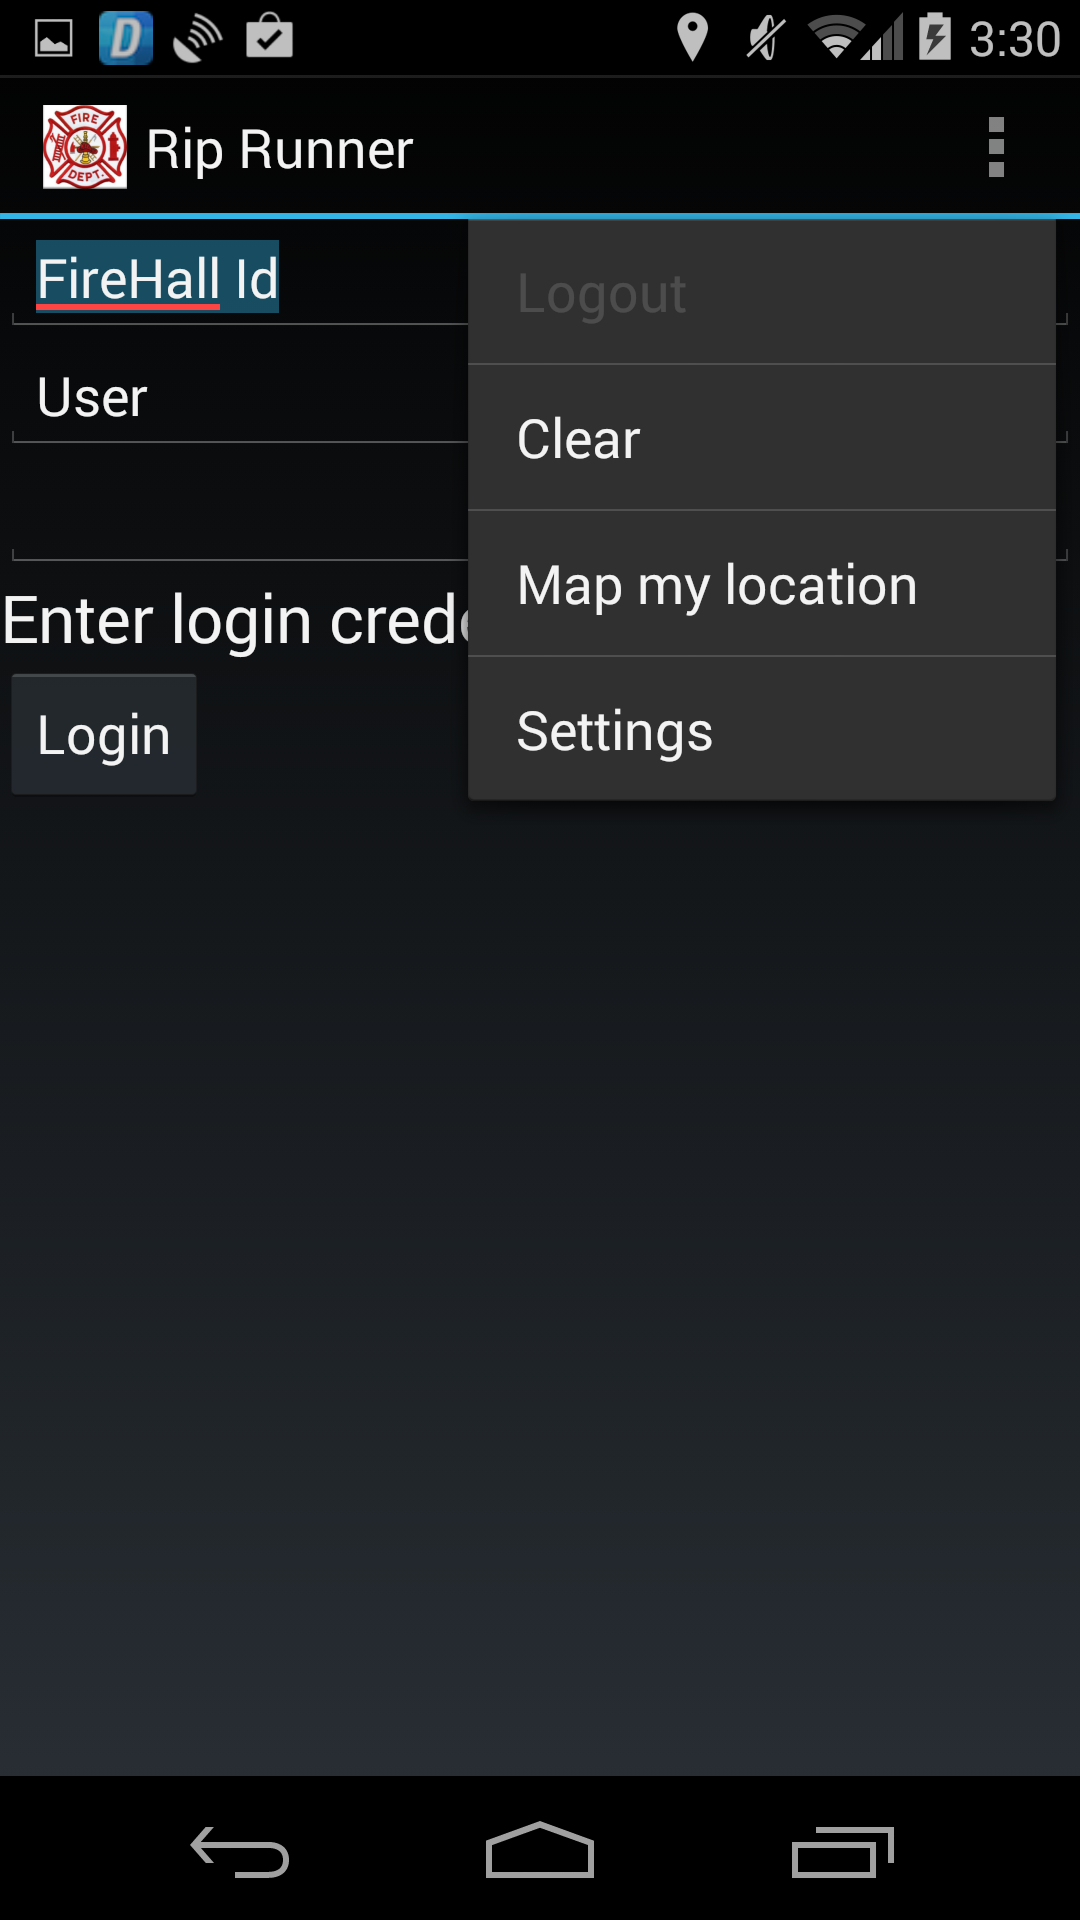 D
3:30
FIRE
DEPT.
Rip Runner
FireHall Id
User
Enter login crede
Login
Logout
Clear
Map my location
Settings